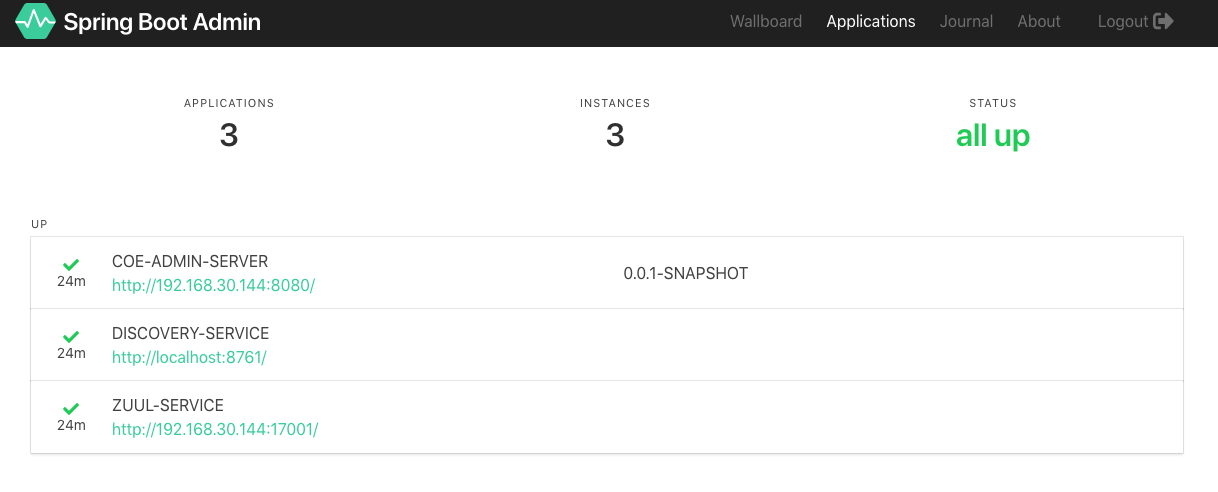 Spring Boot Admin
Wallboard Applications Journal About Logout
APPLICATIONS INSTANCES STATUS
3 3 all up
UP
COE-ADMIN-SERVER
24m http://192.168.30.144:8080/ 0.0.1-SNAPSHOT
DISCOVERY-SERVICE
24m http://localhost:8761/
ZUUL-SERVICE
24m http://192.168.30.144:17001/